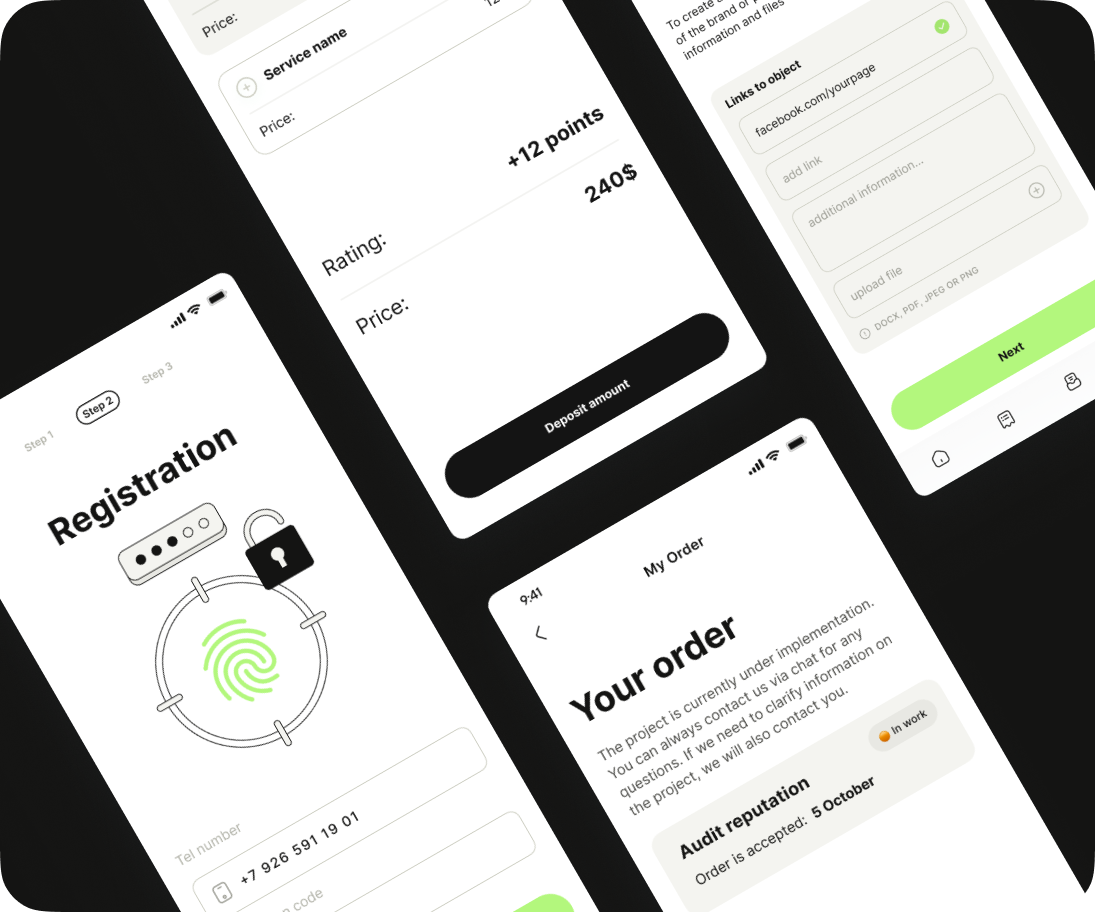 Price:
Service name
12
Price:
+12 points
Rating:
240$
Price:
Deposit amount
To create a
of the brand or
information and files
Links to object
facebook.com/yourpage
add link
additional information...
upload file
DOCX, PDF, JPEG OR PNG
Next
Step 1
Step 2
Step 3
Registration
Tel number
+7 926 591 19 01
code
9:41
My Order
Your order
The project is currently under implementation.
You can always contact us via chat for any
questions. If we need to clarify information on
the project, we will also contact you.
In work
Audit reputation
Order is accepted: 5 October